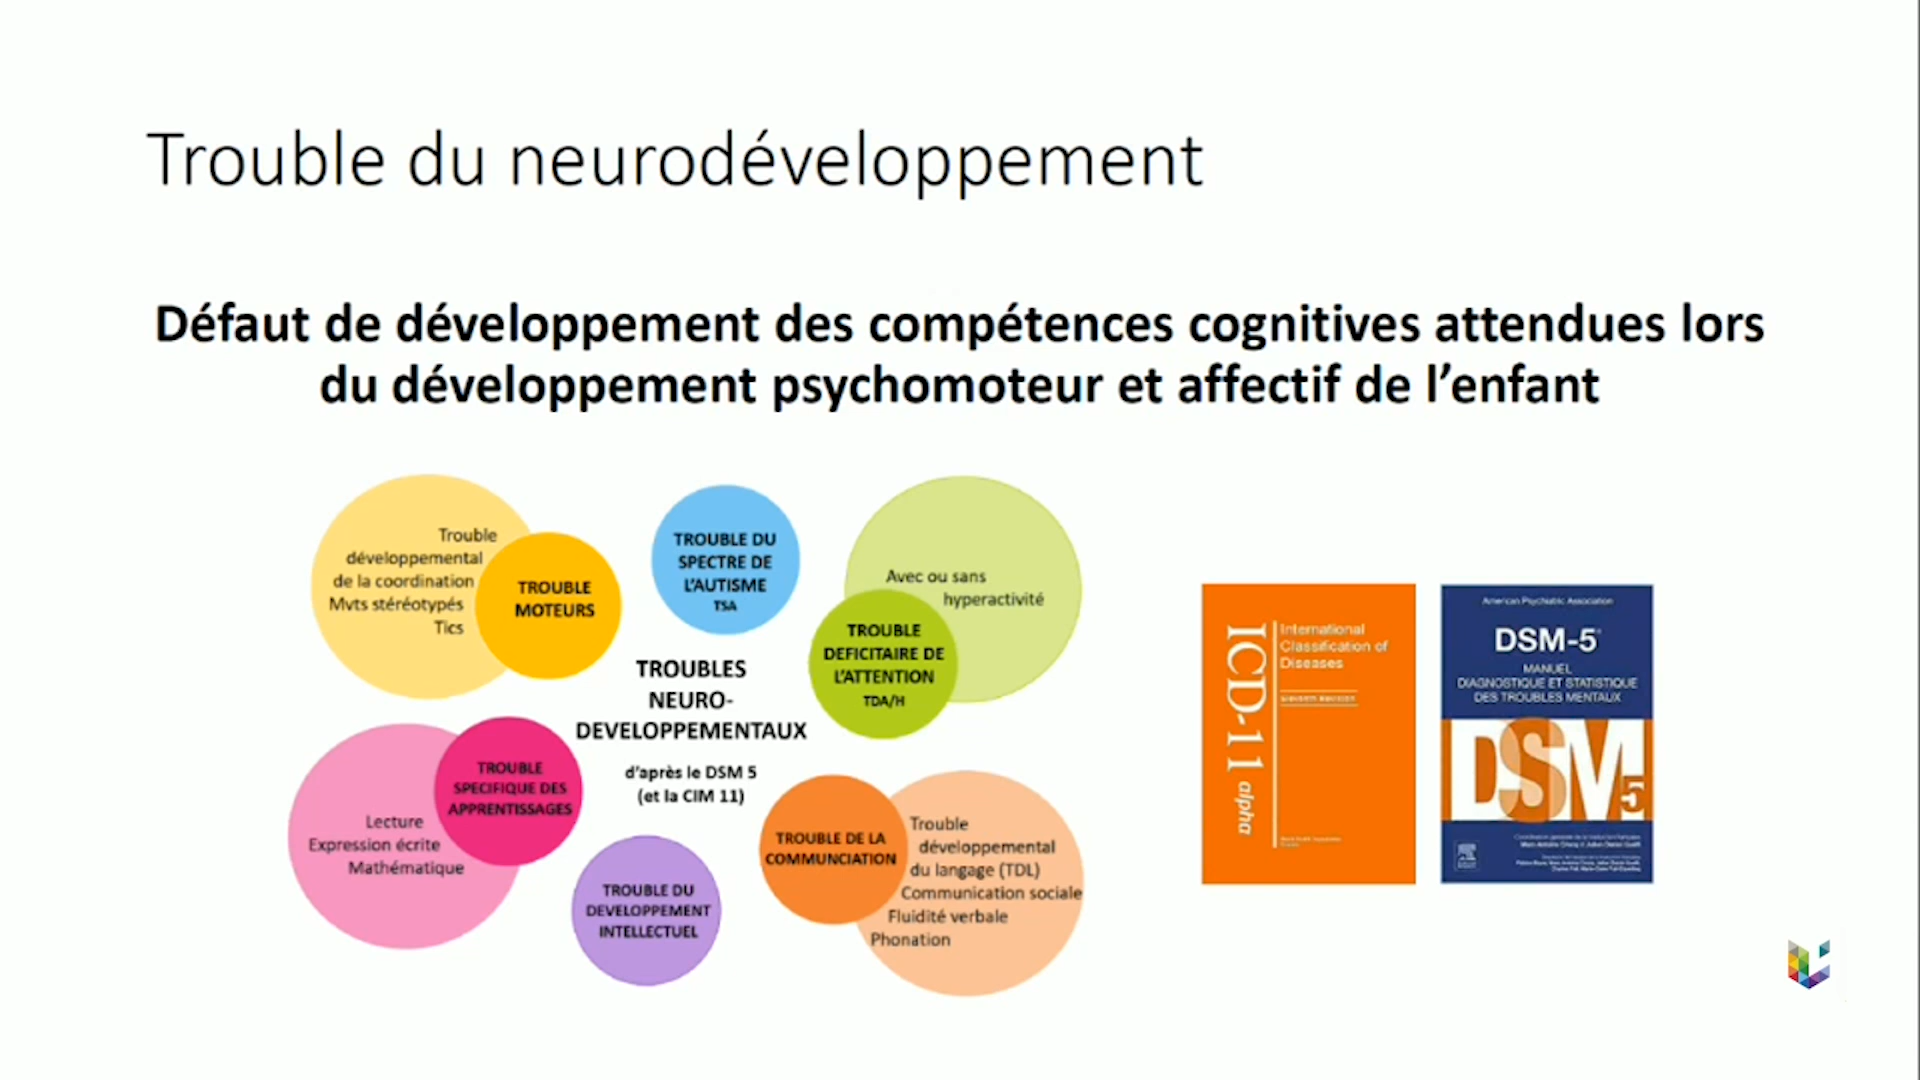 Trouble du neurodéveloppement
Défaut de développement des compétences cognitives attendues lors
du développement psychomoteur et affectif de l’enfant
Trouble
développemental
de la coordination
Mvts stéréotypés
Tics
TROUBLE
MOTEURS
TROUBLE DU
SPECTRE DE
L’AUTISME
TSA
Avec ou sans
hyperactivité
TROUBLE
DEFICITAIRE DE
L’ATTENTION
TDA/H
TROUBLES
NEURO-
DEVELOPPEMENTAUX
d’après le DSM 5
(et la CIM 11)
TROUBLE
SPECIFIQUE DES
APPRENTISSAGES
Lecture
Expression écrite
Mathématique
TROUBLE DU
DEVELOPPEMENT
INTELLECTUEL
TROUBLE DE LA
COMMUNCIATION
Trouble
développemental
du langage (TDL)
Communication sociale
Fluidité verbale
Phonation
ICD-11 alpha
International
Classification of
Diseases
American Psychiatric Association
DSM-5
MANUEL
DIAGNOSTIQUE ET STATISTIQUE
DES TROUBLES MENTAUX
DSM
5